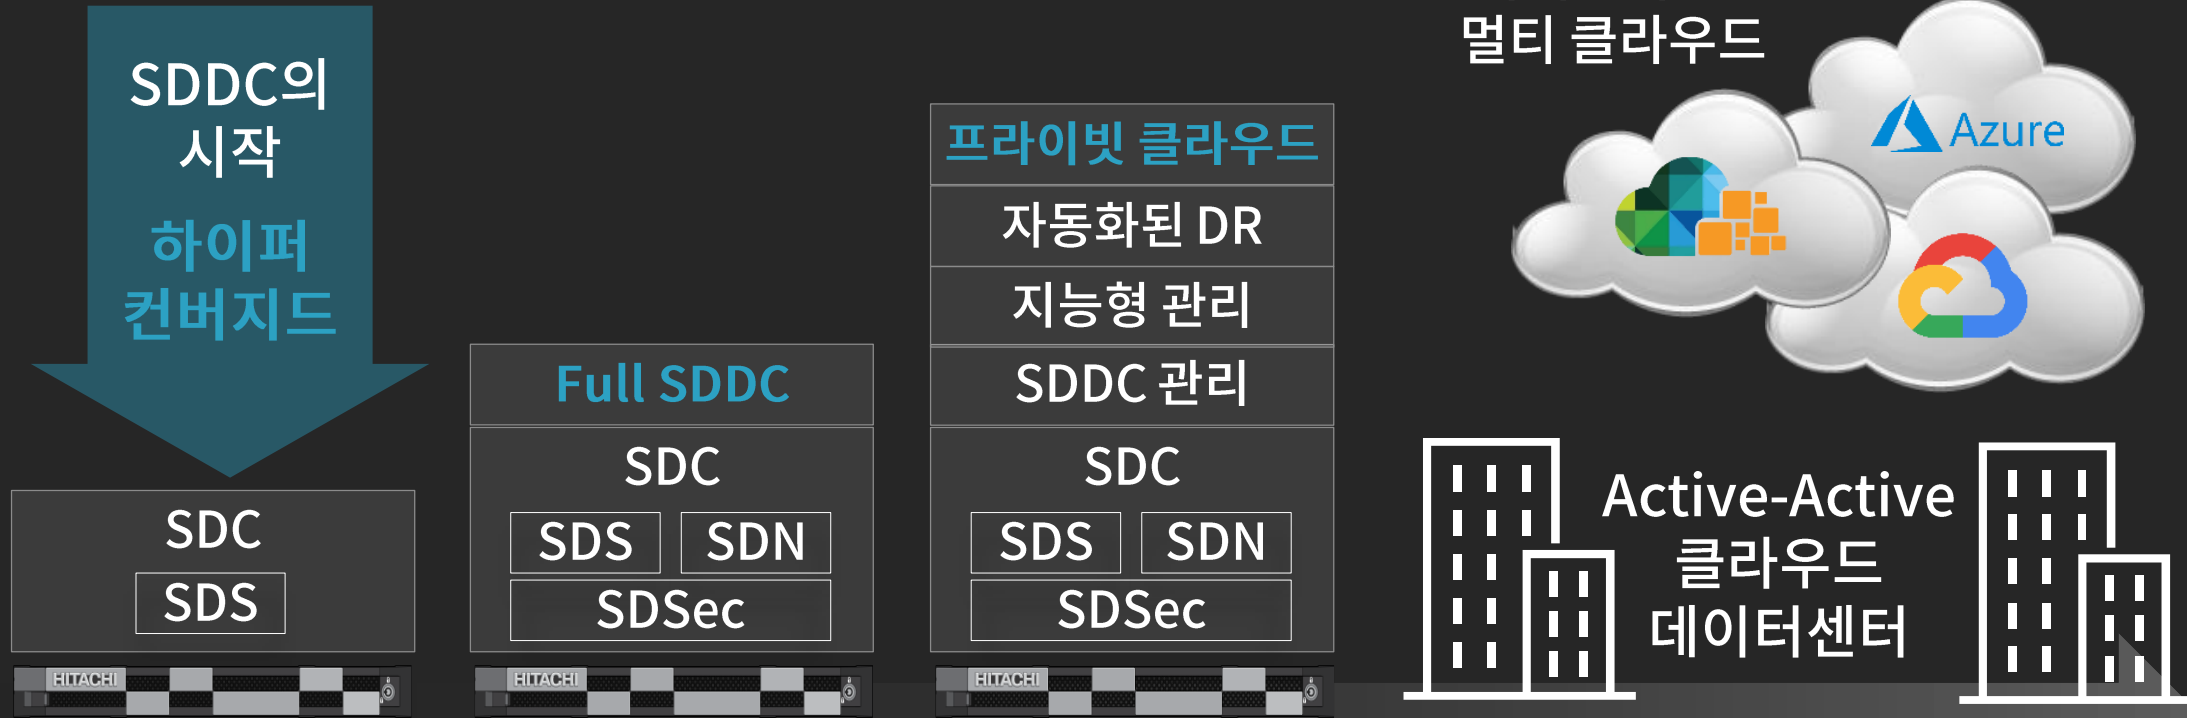 SDDC의
시작
하이퍼
컨버지드
SDC
SDS
HITACHI
Full SDDC
SDC
SDS
SDN
SDSec
HITACHI
프라이빗 클라우드
자동화된 DR
지능형 관리
SDDC 관리
SDC
SDS
SDN
SDSec
HITACHI
멀티 클라우드
Azure
Active-Active
클라우드
데이터센터